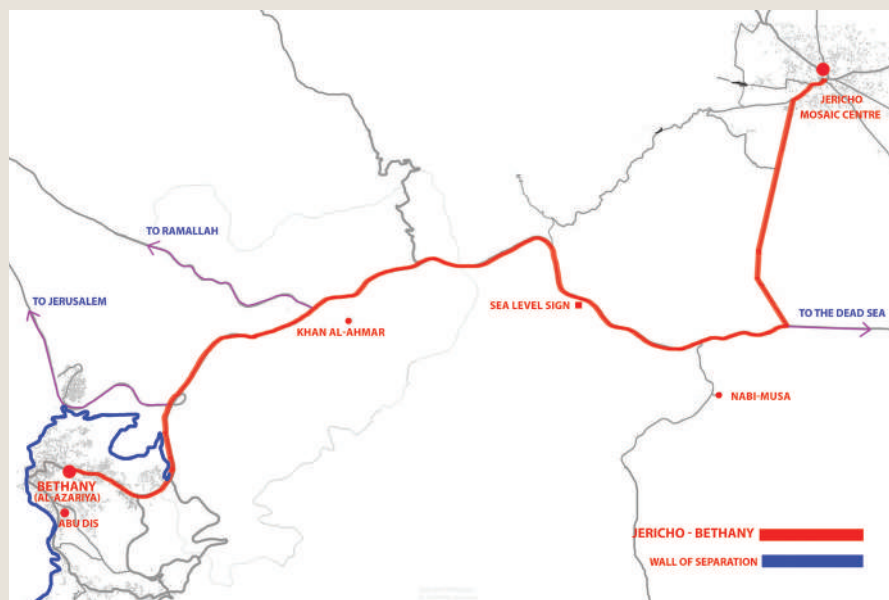 JERICHO
MOSAIC CENTRE
TO RAMALLAH
TO JERUSALEM
SEA LEVEL SIGN
TO THE DEAD SEA
KHAN AL-AHMAR
NABI-MUSA
BETHANY
(AL-AZARIYA)
ABU DIS
JERICHO - BETHANY
WALL OF SEPARATION